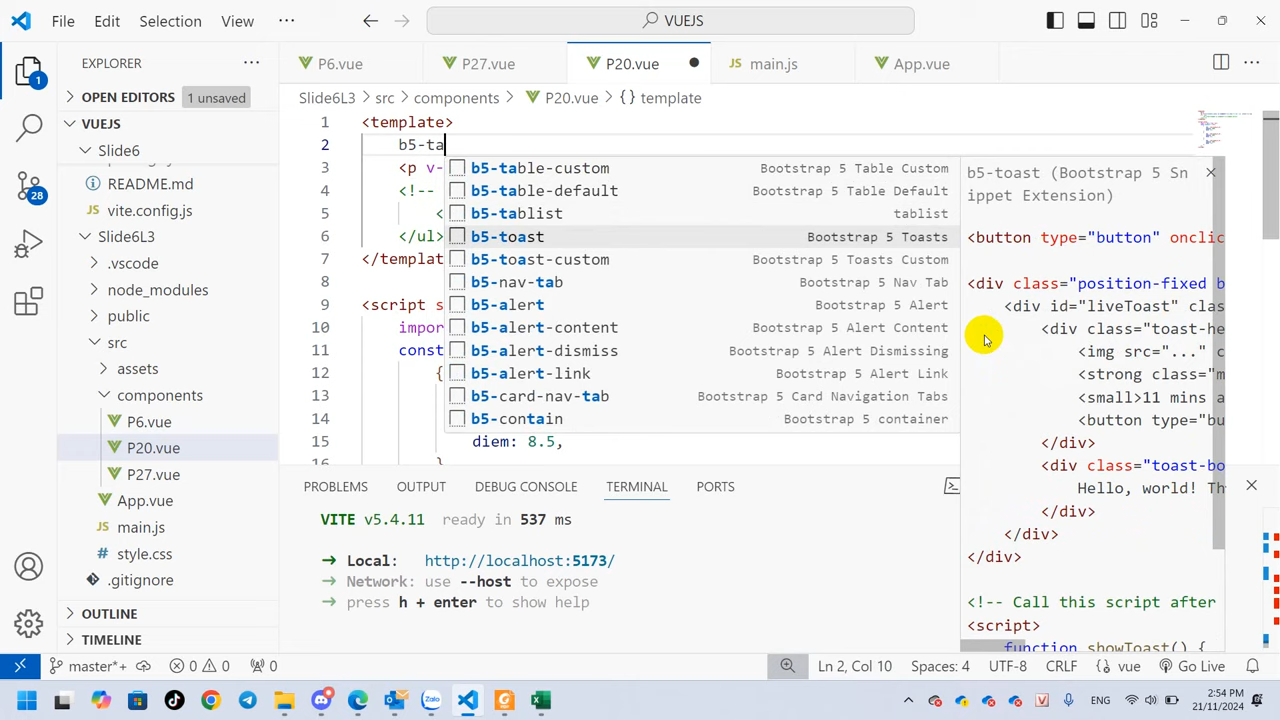 File Edit Selection View ··· VUEJS
EXPLORER ···
P6.vue P27.vue P20.vue main.js App.vue ···
1
OPEN EDITORS 1 unsaved
Slide6L3 > src > components > P20.vue > {} template
VUEJS
Slide6
README.md
28
vite.config.js
Slide6L3
.vscode
node_modules
public
src
assets
components
P6.vue
P20.vue
P27.vue
App.vue
main.js
style.css
.gitignore
OUTLINE
TIMELINE
1 <template>
2 b5-ta
3 <p v-
4 <!--
5 <
6 </ul>
7 </templat
8
9 <script s
10 impor
11 const
12 {
13
14
15 diem: 8.5,
16 }
b5-table-custom Bootstrap 5 Table Custom
b5-table-default Bootstrap 5 Table Default
b5-tablist tablist
b5-toast Bootstrap 5 Toasts
b5-toast-custom Bootstrap 5 Toasts Custom
b5-nav-tab Bootstrap 5 Nav Tab
b5-alert Bootstrap 5 Alert
b5-alert-content Bootstrap 5 Alert Content
b5-alert-dismiss Bootstrap 5 Alert Dismissing
b5-alert-link Bootstrap 5 Alert Link
b5-card-nav-tab Bootstrap 5 Card Navigation Tabs
b5-contain Bootstrap 5 container
b5-toast (Bootstrap 5 Sn
ippet Extension)
<button type="button" onclic
<div class="position-fixed b
<div id="liveToast" clas
<div class="toast-he
<img src="..." c
<strong class="m
<small>11 mins a
<button type="bu
</div>
<div class="toast-bo
Hello, world! Th
</div>
</div>
</div>
<!-- Call this script after
<script>
function showToast() {
PROBLEMS OUTPUT DEBUG CONSOLE TERMINAL PORTS
VITE v5.4.11 ready in 537 ms
➜ Local: http://localhost:5173/
➜ Network: use --host to expose
➜ press h + enter to show help
master*+ 0 0 0 Ln 2, Col 10 Spaces: 4 UTF-8 CRLF {} vue Go Live
ENG 2:54 PM
21/11/2024